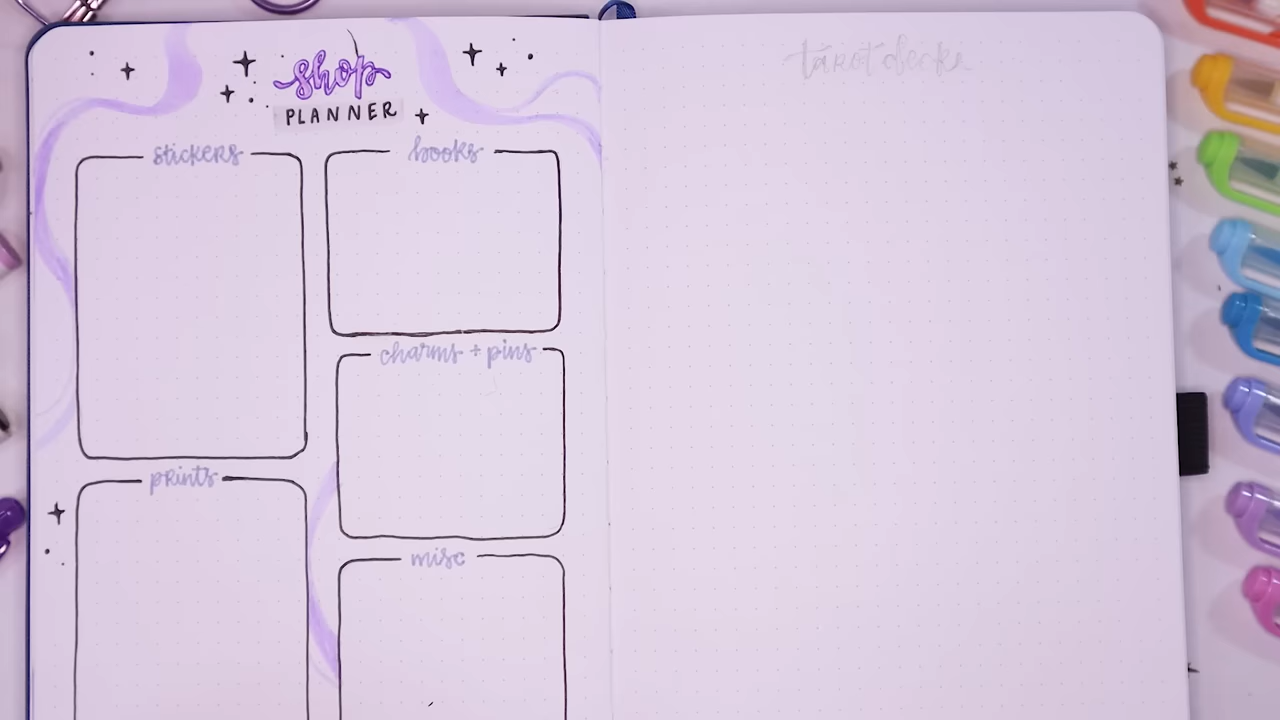 shop
PLANNER
stickers
books
charms + pins
prints
misc
tarot decks